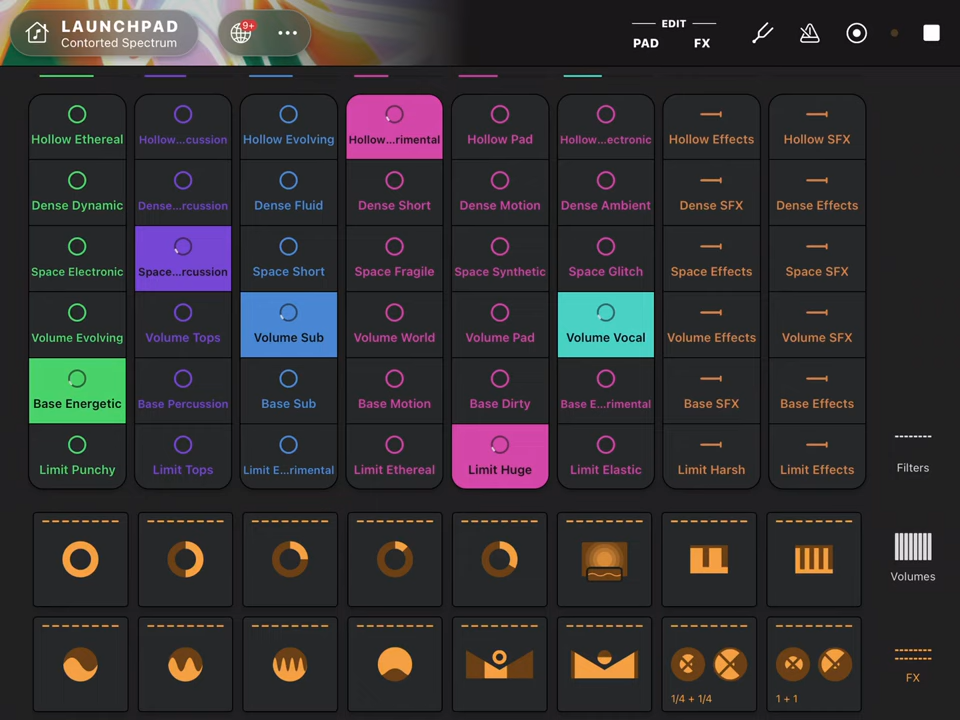 LAUNCHPAD
Contorted Spectrum
9+
EDIT
PAD FX
Hollow Ethereal Hollow...cussion Hollow Evolving Hollow...rimental Hollow Pad Hollow...ectronic Hollow Effects Hollow SFX
Dense Dynamic Dense...rcussion Dense Fluid Dense Short Dense Motion Dense Ambient Dense SFX Dense Effects
Space Electronic Space...rcussion Space Short Space Fragile Space Synthetic Space Glitch Space Effects Space SFX
Volume Evolving Volume Tops Volume Sub Volume World Volume Pad Volume Vocal Volume Effects Volume SFX
Base Energetic Base Percussion Base Sub Base Motion Base Dirty Base E...rimental Base SFX Base Effects
Limit Punchy Limit Tops Limit E...rimental Limit Ethereal Limit Huge Limit Elastic Limit Harsh Limit Effects
Filters
Volumes
FX
1/4 + 1/4 1 + 1